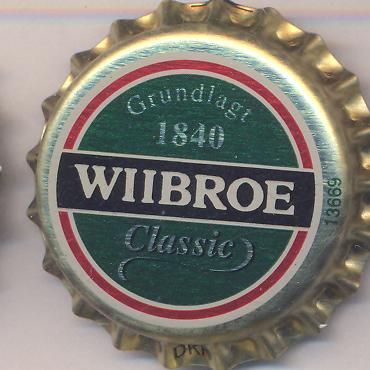 Grundlagt
1840
WIIBROE
Classic
13669